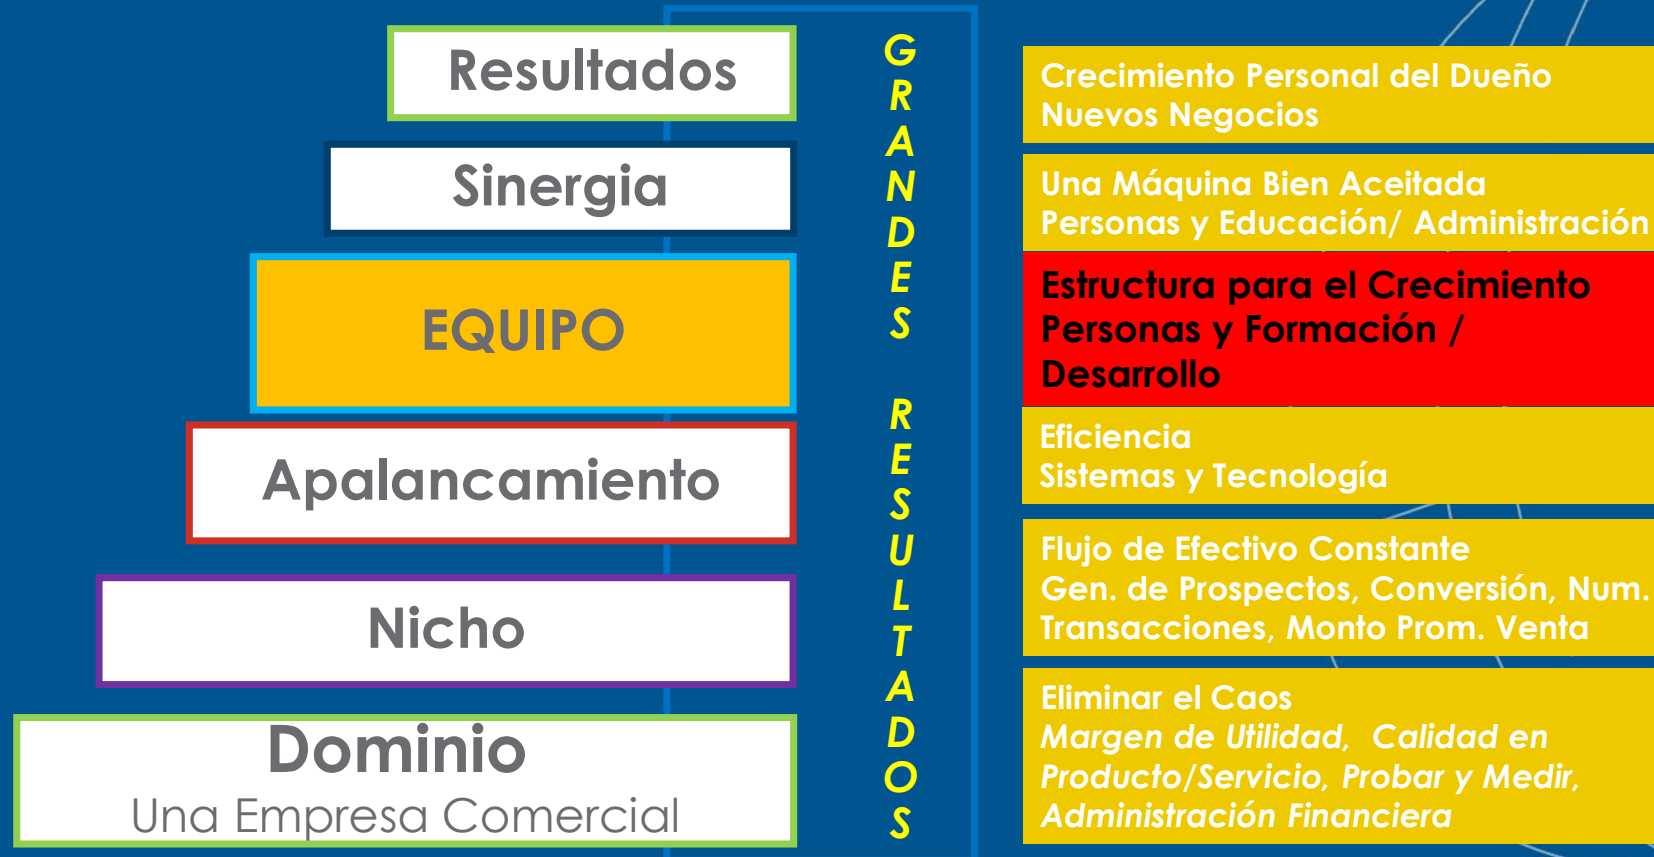 Resultados
Sinergia
EQUIPO
Apalancamiento
Nicho
Dominio
Una Empresa Comercial
GRANDES RESULTADOS
Crecimiento Personal del Dueño
Nuevos Negocios
Una Máquina Bien Aceitada
Personas y Educación/ Administración
Estructura para el Crecimiento
Personas y Formación /
Desarrollo
Eficiencia
Sistemas y Tecnología
Flujo de Efectivo Constante
Gen. de Prospectos, Conversión, Num.
Transacciones, Monto Prom. Venta
Eliminar el Caos
Margen de Utilidad, Calidad en
Producto/Servicio, Probar y Medir,
Administración Financiera